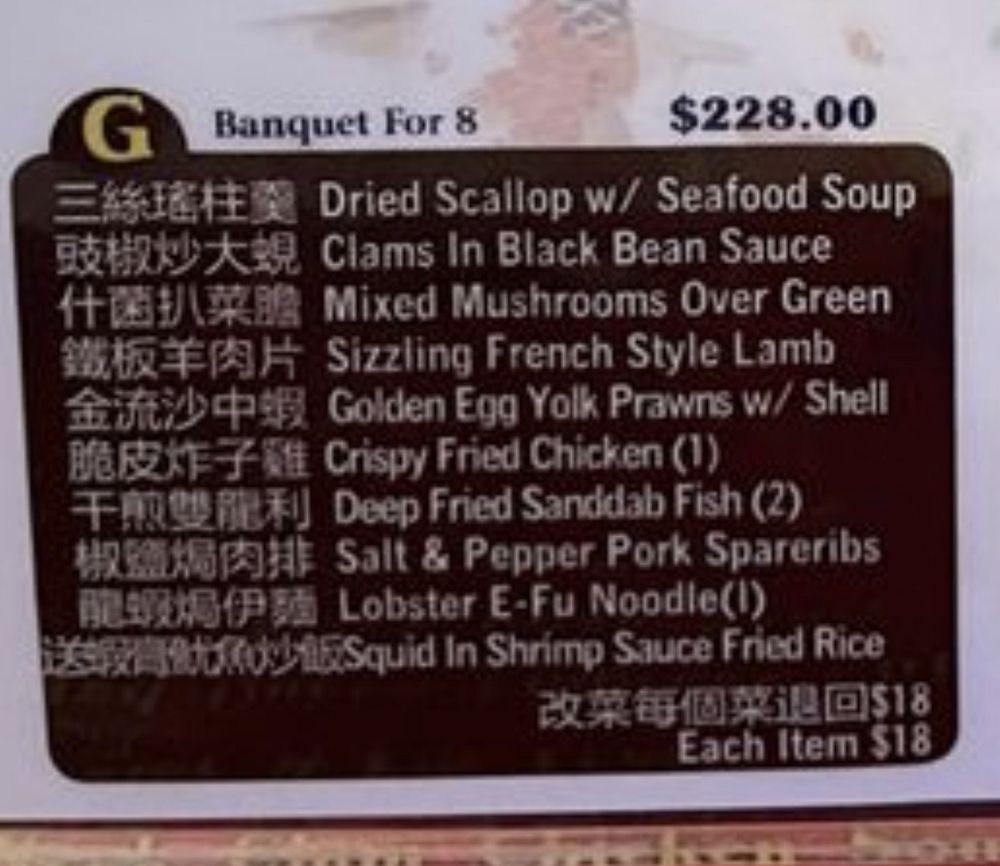 G Banquet For 8 $228.00
三絲瑤柱羹 Dried Scallop w/ Seafood Soup
豉椒炒大蜆 Clams In Black Bean Sauce
什菌扒菜膽 Mixed Mushrooms Over Green
鐵板羊肉片 Sizzling French Style Lamb
金流沙中蝦 Golden Egg Yolk Prawns w/ Shell
脆皮炸子雞 Crispy Fried Chicken (1)
干煎雙龍利 Deep Fried Sanddab Fish (2)
椒鹽焗肉排 Salt & Pepper Pork Spareribs
龍蝦焗伊麵 Lobster E-Fu Noodle(1)
送蝦膏魷魚炒飯Squid In Shrimp Sauce Fried Rice
改菜每個菜退回$18
Each Item $18